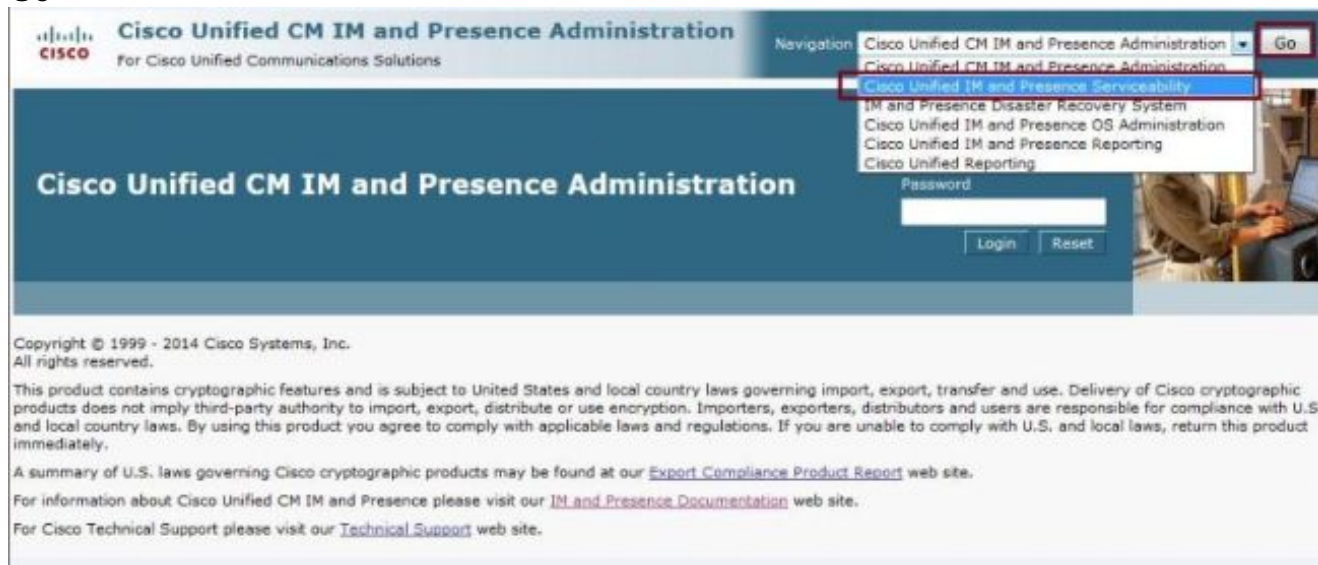 CISCO
Cisco Unified CM IM and Presence Administration
For Cisco Unified Communications Solutions
Navigation Cisco Unified CM IM and Presence Administration Go
Cisco Unified CM IM and Presence Administration
Cisco Unified IM and Presence Serviceability
IM and Presence Disaster Recovery System
Cisco Unified IM and Presence OS Administration
Cisco Unified IM and Presence Reporting
Cisco Unified Reporting
Cisco Unified CM IM and Presence Administration
Password
Login Reset
Copyright © 1999 - 2014 Cisco Systems, Inc.
All rights reserved.
This product contains cryptographic features and is subject to United States and local country laws governing import, export, transfer and use. Delivery of Cisco cryptographic
products does not imply third-party authority to import, export, distribute or use encryption. Importers, exporters, distributors and users are responsible for compliance with U.S
and local country laws. By using this product you agree to comply with applicable laws and regulations. If you are unable to comply with U.S. and local laws, return this product
immediately.
A summary of U.S. laws governing Cisco cryptographic products may be found at our Export Compliance Product Report web site.
For information about Cisco Unified CM IM and Presence please visit our IM and Presence Documentation web site.
For Cisco Technical Support please visit our Technical Support web site.